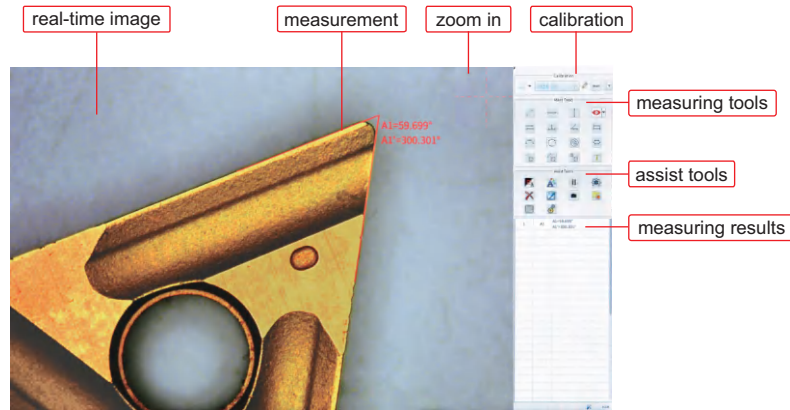 real-time image
measurement
zoom in
calibration
measuring tools
A1=59.699°
A1'=300.301°
assist tools
measuring results